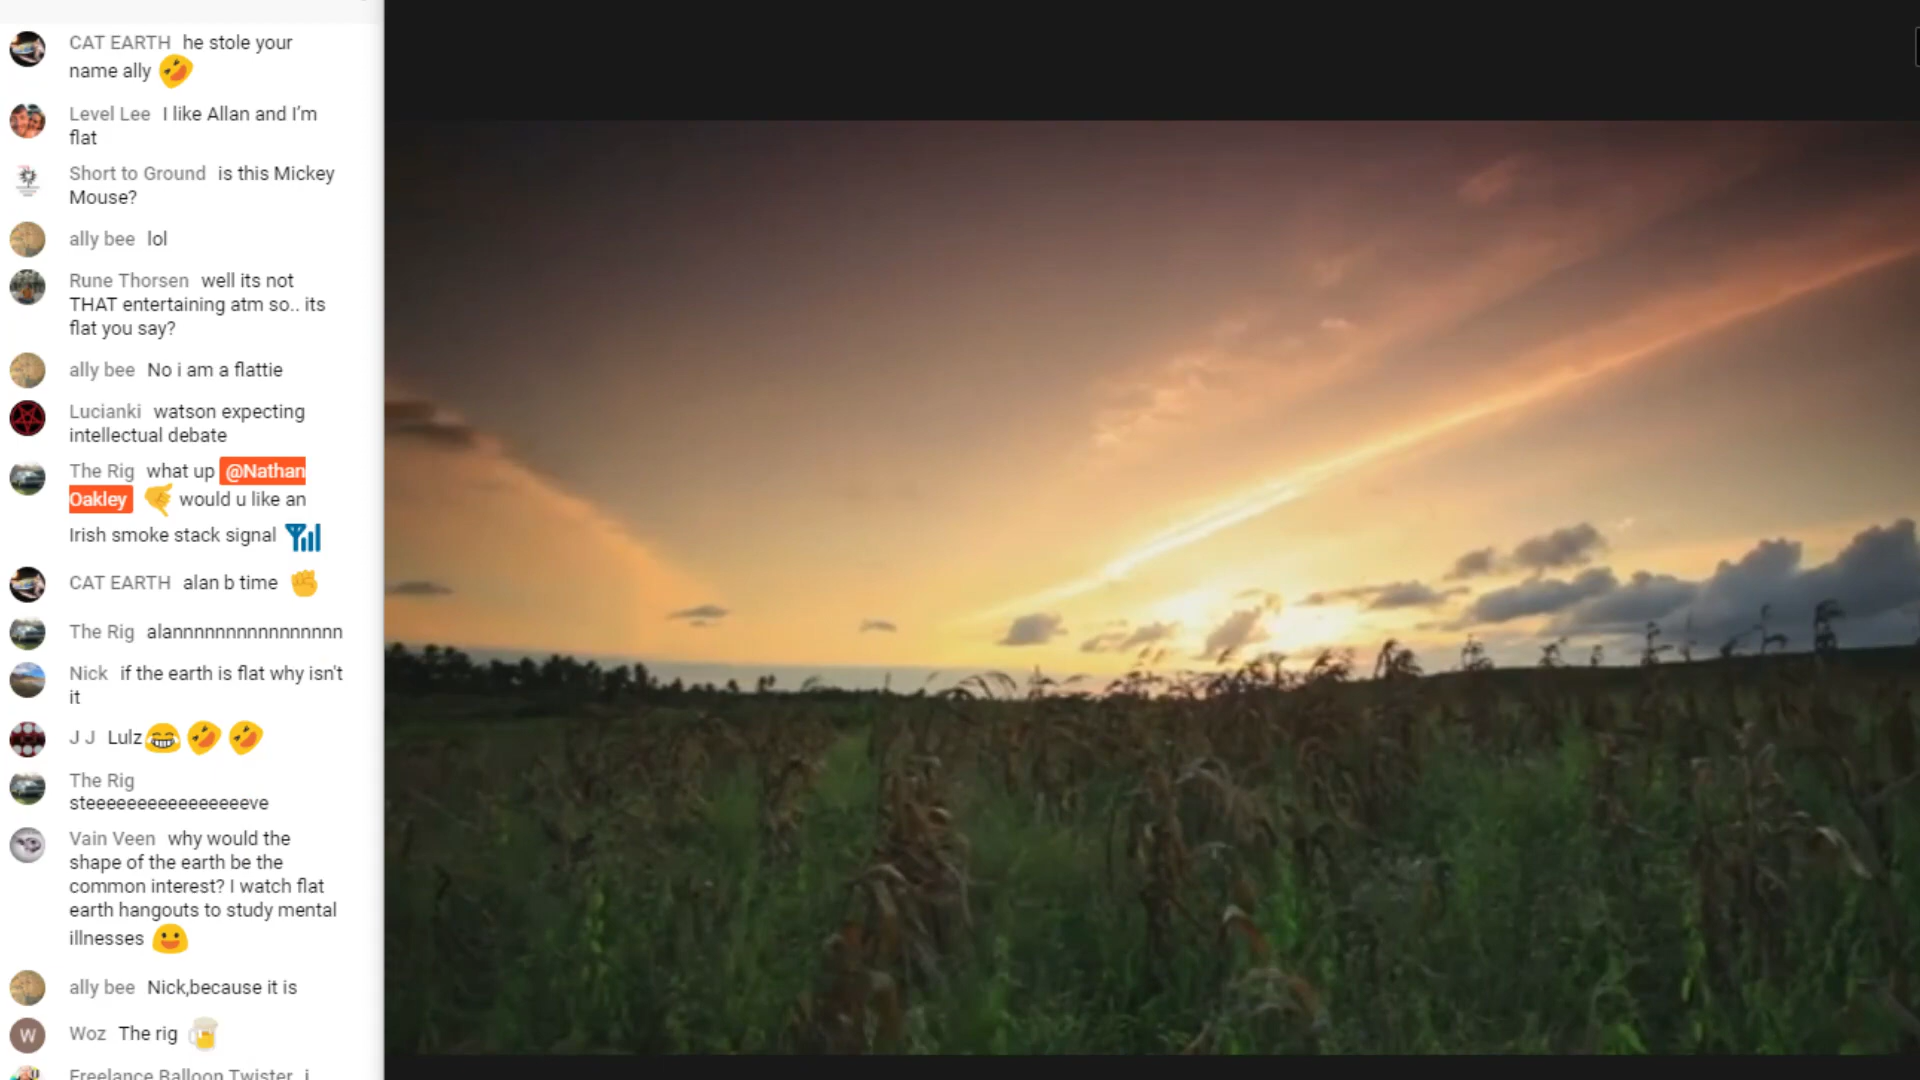 CAT EARTH he stole your
name ally
Level Lee I like Allan and I'm
flat
Short to Ground is this Mickey
Mouse?
ally bee lol
Rune Thorsen well its not
THAT entertaining atm so.. its
flat you say?
ally bee No i am a flattie
Lucianki watson expecting
intellectual debate
The Rig what up @Nathan
Oakley would u like an
Irish smoke stack signal
CAT EARTH alan b time
The Rig alannnnnnnnnnnnnnnn
Nick if the earth is flat why isn't
it
J J Lulz
The Rig
steeeeeeeeeeeeeeeve
Vain Veen why would the
shape of the earth be the
common interest? I watch flat
earth hangouts to study mental
illnesses
ally bee Nick,because it is
W Woz The rig
Freelance Balloon Twister i